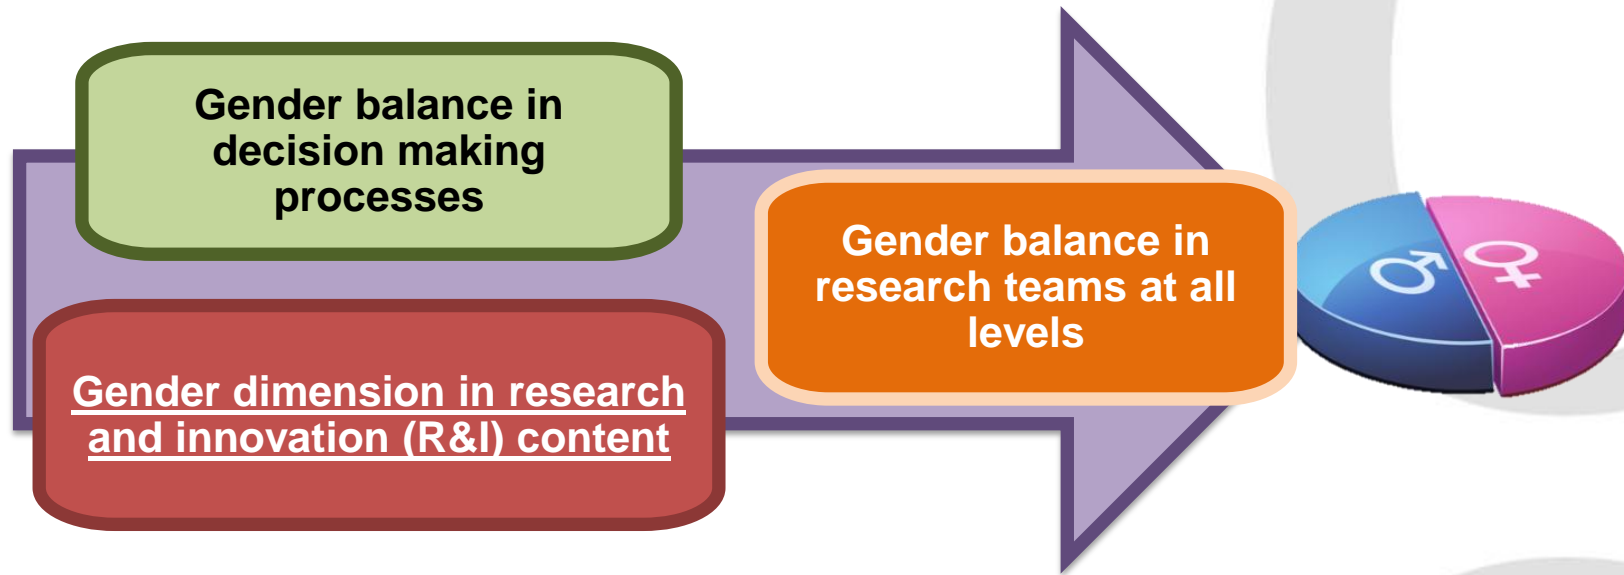 Gender balance in
decision making
processes
Gender dimension in research
and innovation (R&I) content
Gender balance in
research teams at all
levels